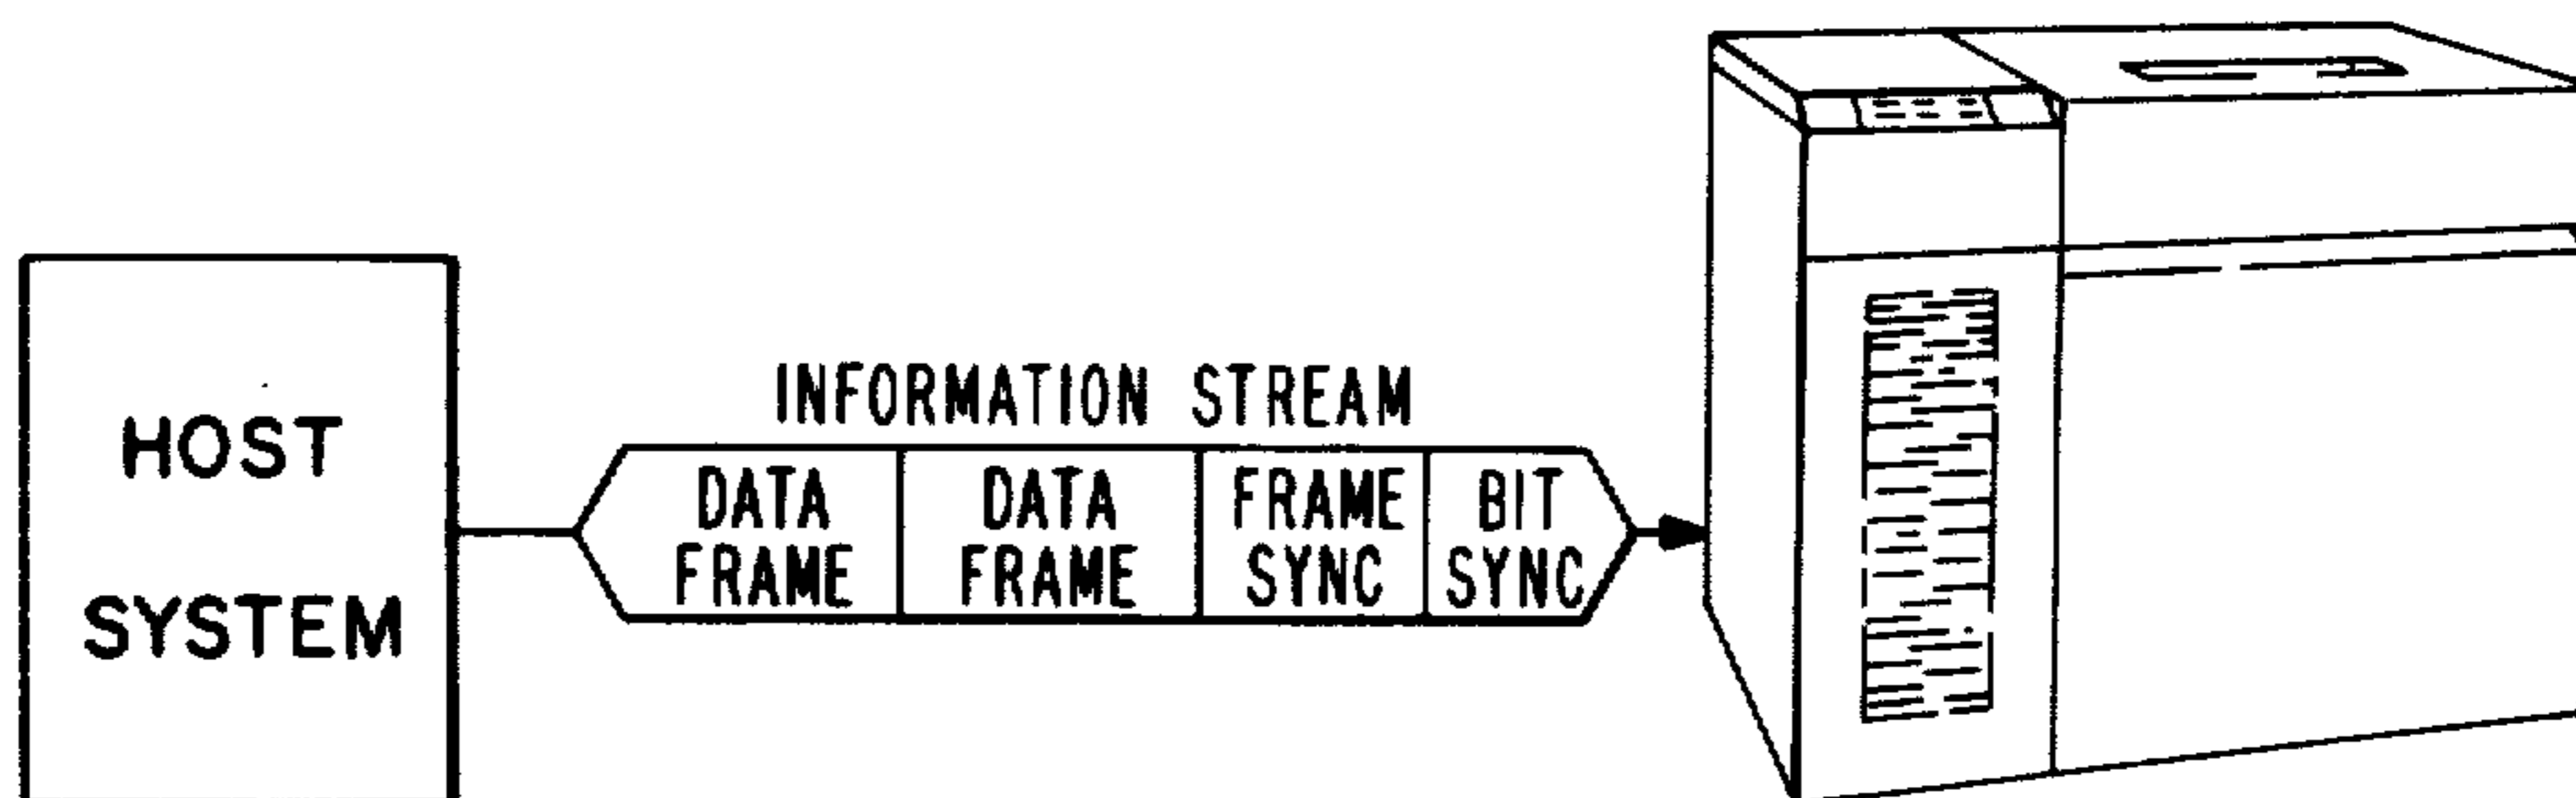 HOST
SYSTEM
INFORMATION STREAM
DATA
FRAME
DATA
FRAME
FRAME
SYNC
BIT
SYNC